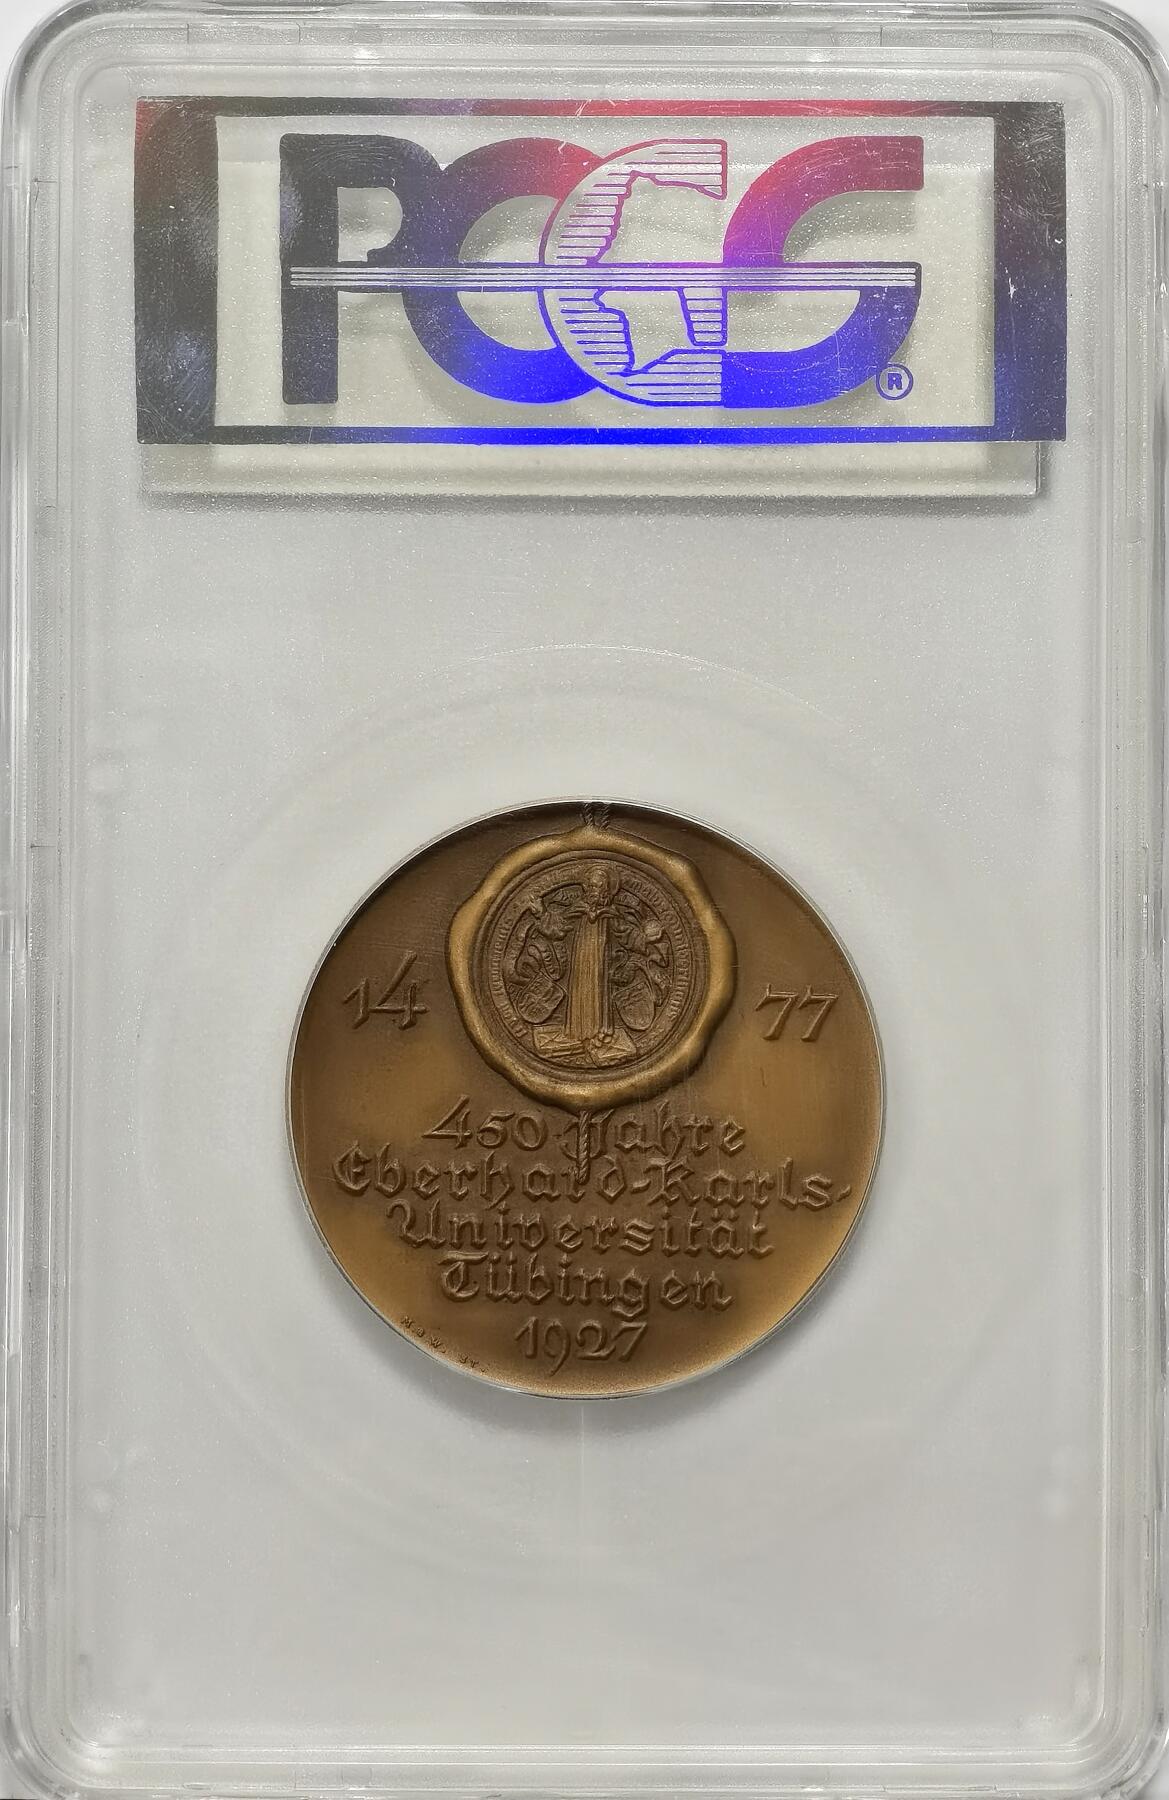 PCGS
®
14 77
450 Jahre
Eberhard-Karls-
Universität
Tübingen
1927